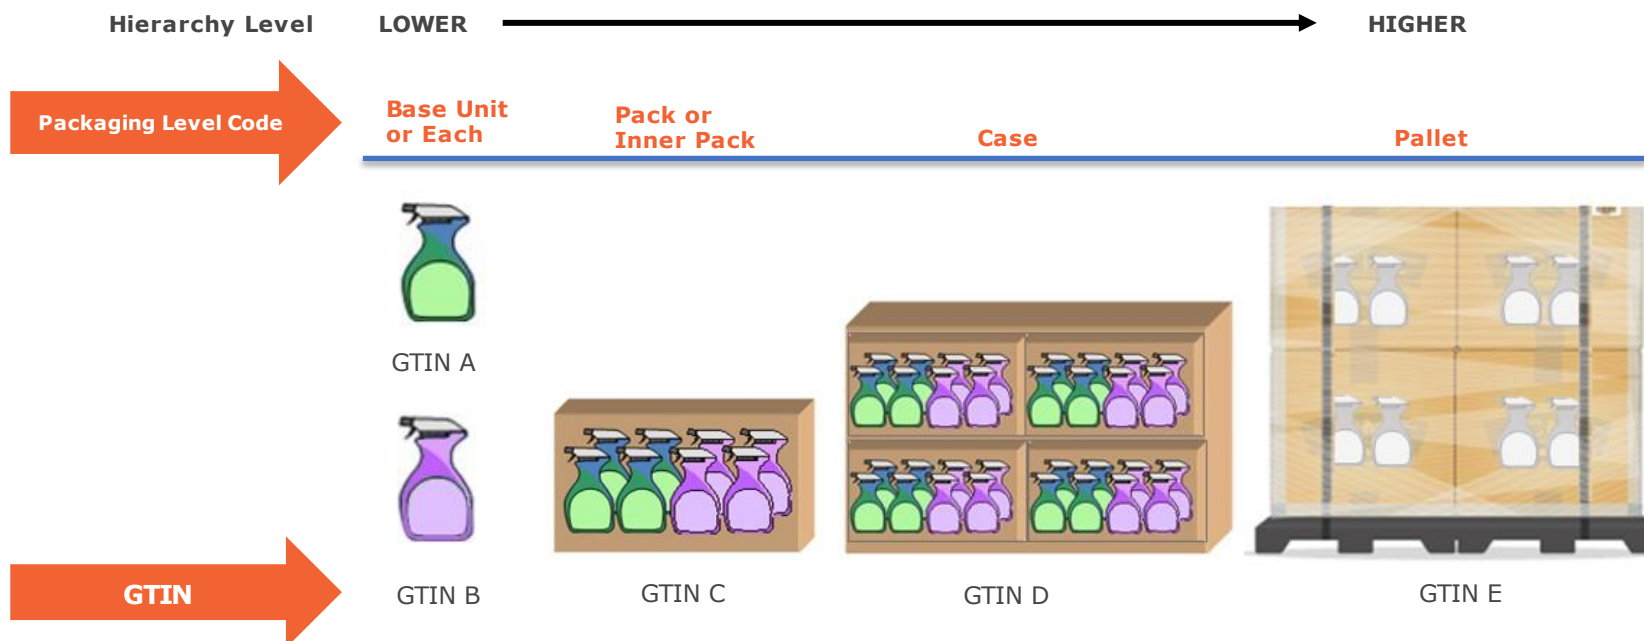 Hierarchy Level LOWER HIGHER
Packaging Level Code
Base Unit
or Each
Pack or
Inner Pack
Case
Pallet
GTIN A
GTIN
GTIN B
GTIN C
GTIN D
GTIN E